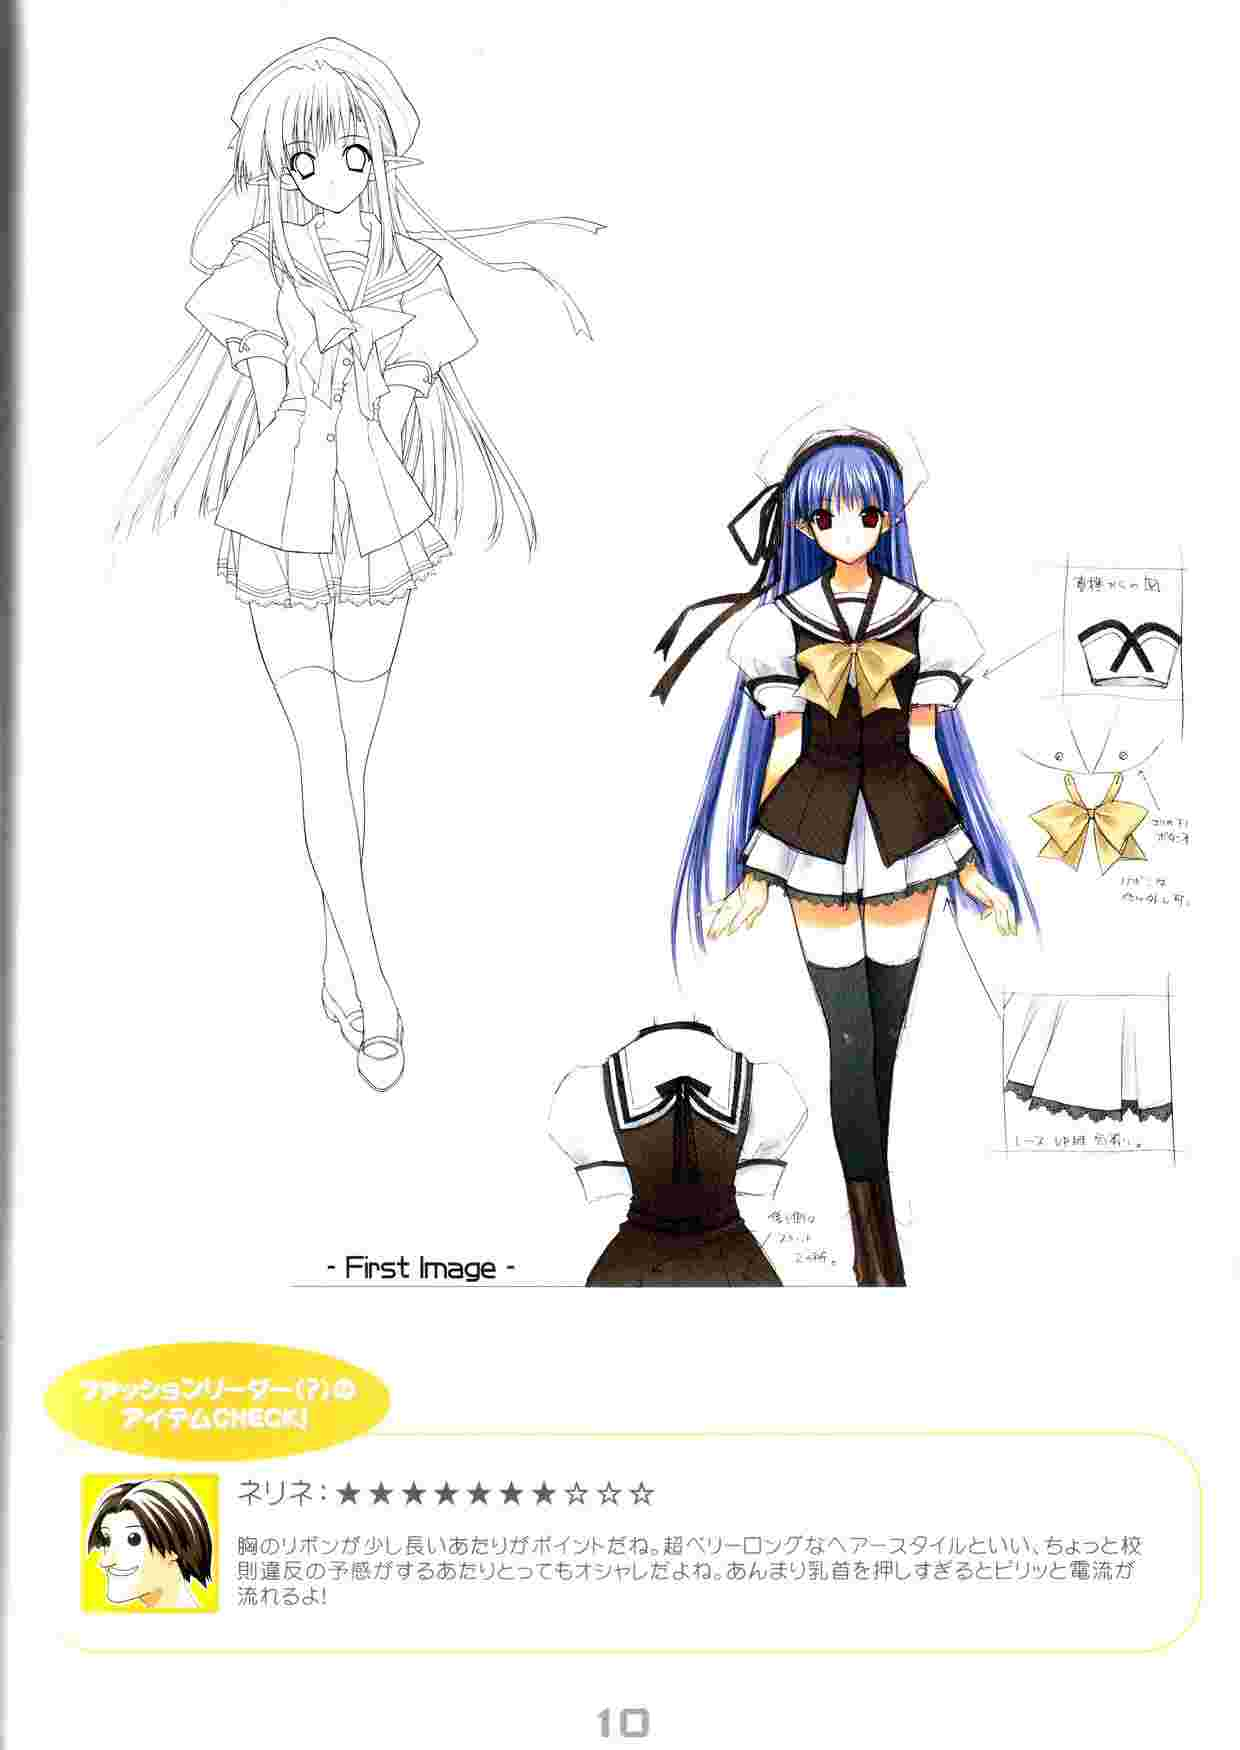 真横からの図
- First Image -
ファッションリーダー(?)の
アイテムCHECK!
ネリネ:★★★★★★★☆☆☆
胸のリボンが少し長いあたりがポイントだね。超ベリーロングなヘアースタイルといい、ちょっと校
則違反の予感がするあたりとってもオシャレだよね。あんまり乳首を押しすぎるとビリッと電流が
流れるよ!
10